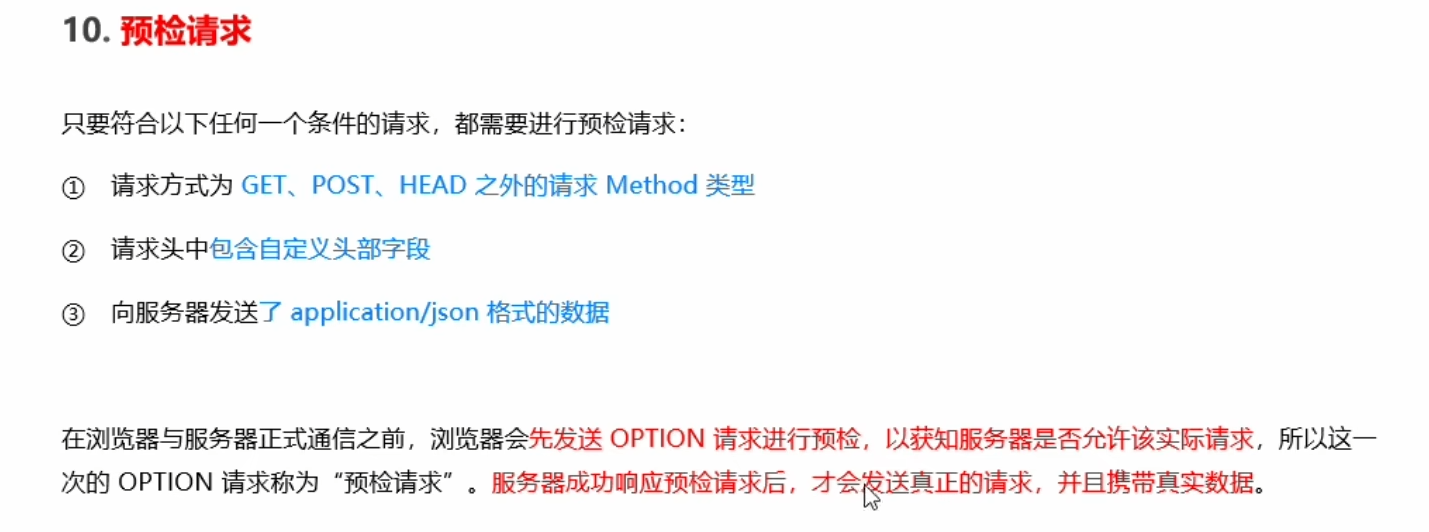 10. 预检请求
只要符合以下任何一个条件的请求，都需要进行预检请求：
① 请求方式为 GET、POST、HEAD 之外的请求 Method 类型
② 请求头中包含自定义头部字段
③ 向服务器发送了 application/json 格式的数据
在浏览器与服务器正式通信之前，浏览器会先发送 OPTION 请求进行预检，以获知服务器是否允许该实际请求，所以这一
次的 OPTION 请求称为“预检请求”。服务器成功响应预检请求后，才会发送真正的请求，并且携带真实数据。